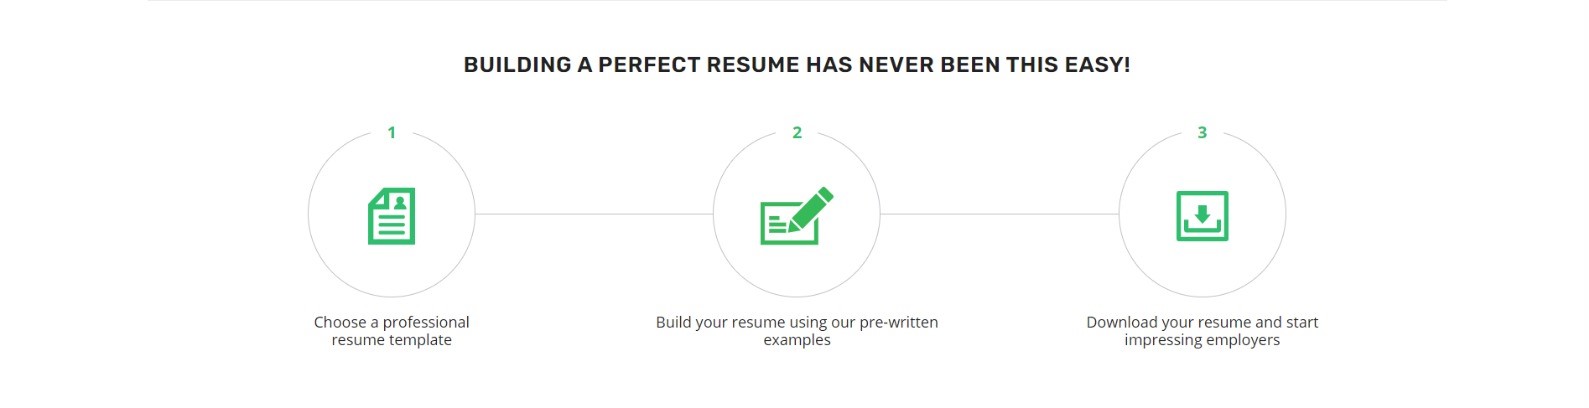 BUILDING A PERFECT RESUME HAS NEVER BEEN THIS EASY!
1
2
3
Choose a professional
resume template
Build your resume using our pre-written
examples
Download your resume and start
impressing employers